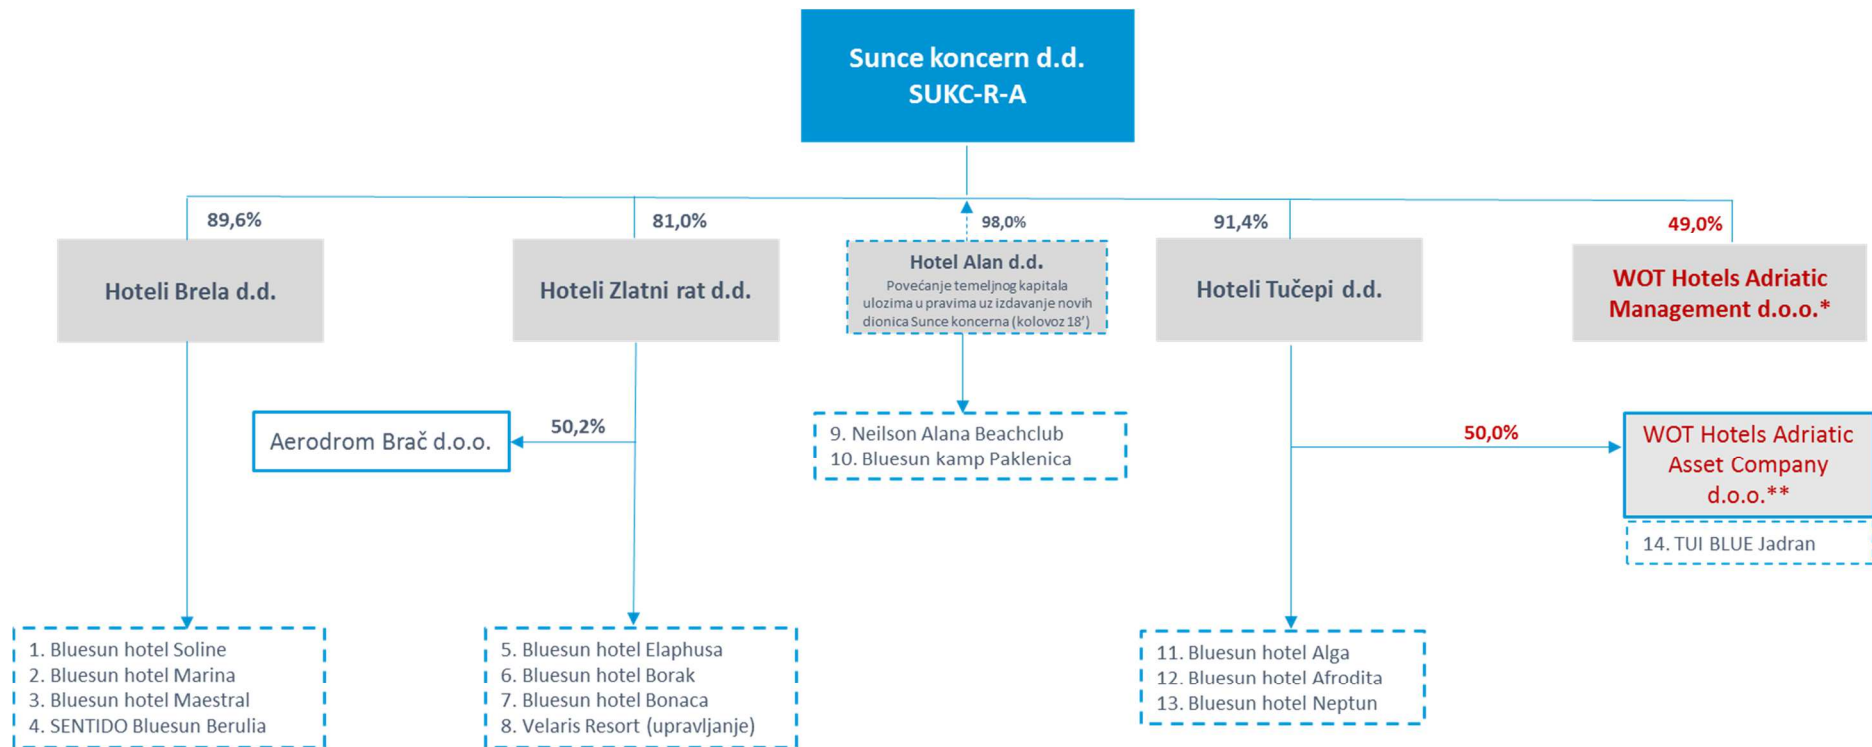 Sunce koncern d.d.
SUKC-R-A
89,6%
81,0%
98,0%
91,4%
49,0%
Hoteli Brela d.d.
Hoteli Zlatni rat d.d.
Hotel Alan d.d.
Povećanje temeljnog kapitala
ulozima u pravima uz izdavanje novih
dionica Sunce koncerna (kolovoz 18')
Hoteli Tučepi d.d.
WOT Hotels Adriatic
Management d.o.o.*
Aerodrom Brač d.o.o.
50,2%
9. Neilson Alana Beachclub
10. Bluesun kamp Paklenica
50,0%
WOT Hotels Adriatic
Asset Company
d.o.o.**
14. TUI BLUE Jadran
1. Bluesun hotel Soline
2. Bluesun hotel Marina
3. Bluesun hotel Maestral
4. SENTIDO Bluesun Berulia
5. Bluesun hotel Elaphusa
6. Bluesun hotel Borak
7. Bluesun hotel Bonaca
8. Velaris Resort (upravljanje)
11. Bluesun hotel Alga
12. Bluesun hotel Afrodita
13. Bluesun hotel Neptun